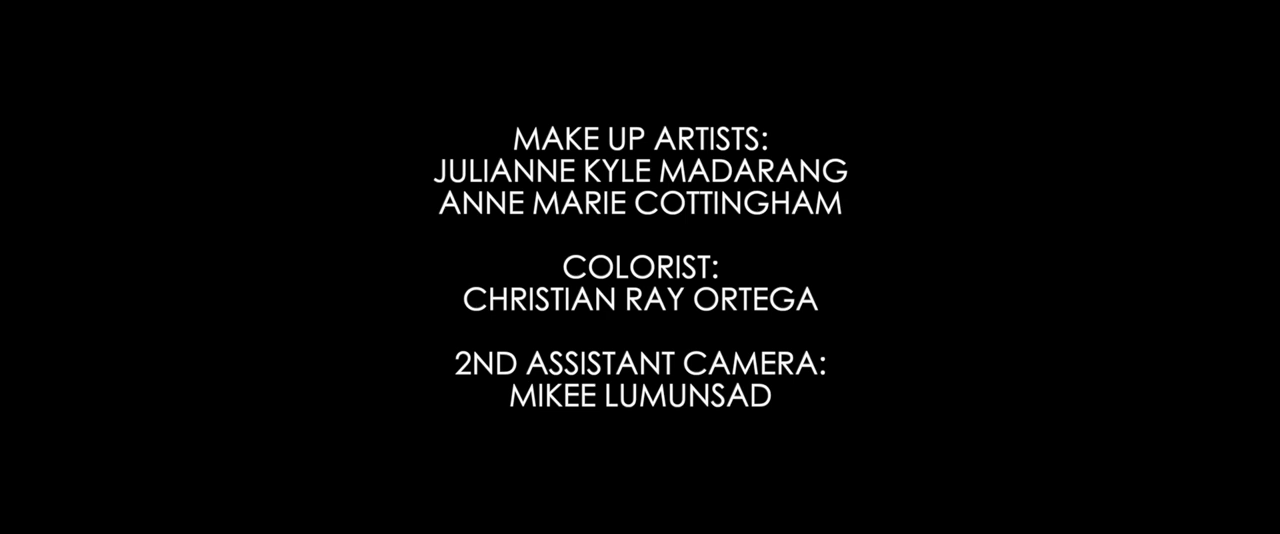 MAKE UP ARTISTS:
JULIANNE KYLE MADARANG
ANNE MARIE COTTINGHAM
COLORIST:
CHRISTIAN RAY ORTEGA
2ND ASSISTANT CAMERA:
MIKEE LUMUNSAD